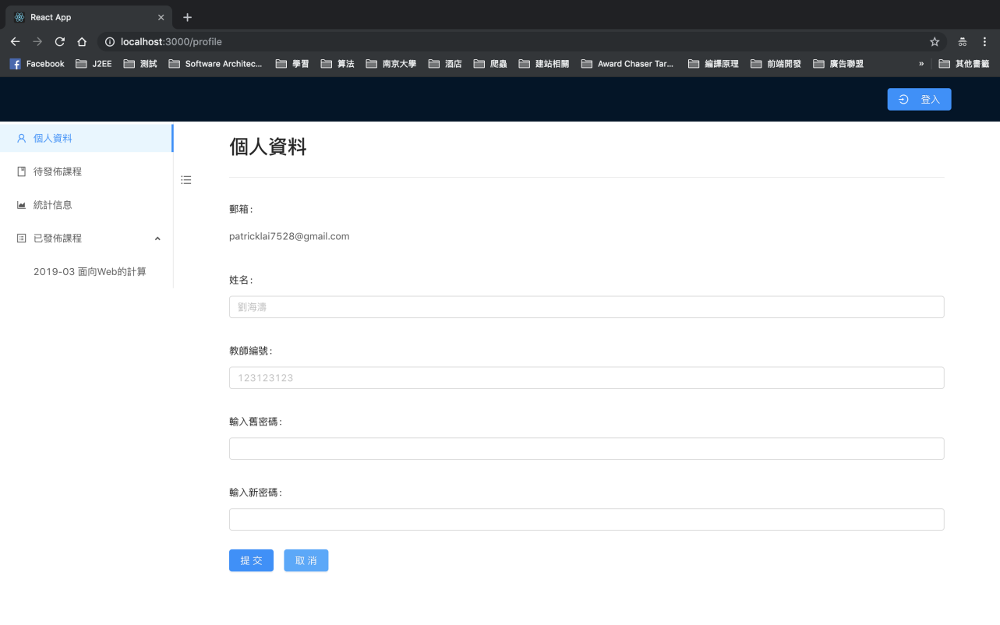 React App
localhost:3000/profile
Facebook J2EE 測試 Software Architec... 學習 算法 南京大學 酒店 爬蟲 建站相關 Award Chaser Tar... 編譯原理 前端開發 廣告聯盟 » 其他書籤
登入
個人資料
待發佈課程
統計信息
已發佈課程
2019-03 面向Web的計算
個人資料
郵箱:
patricklai7528@gmail.com
姓名:
劉海濤
教師編號:
123123123
輸入舊密碼:
輸入新密碼:
提交 取消